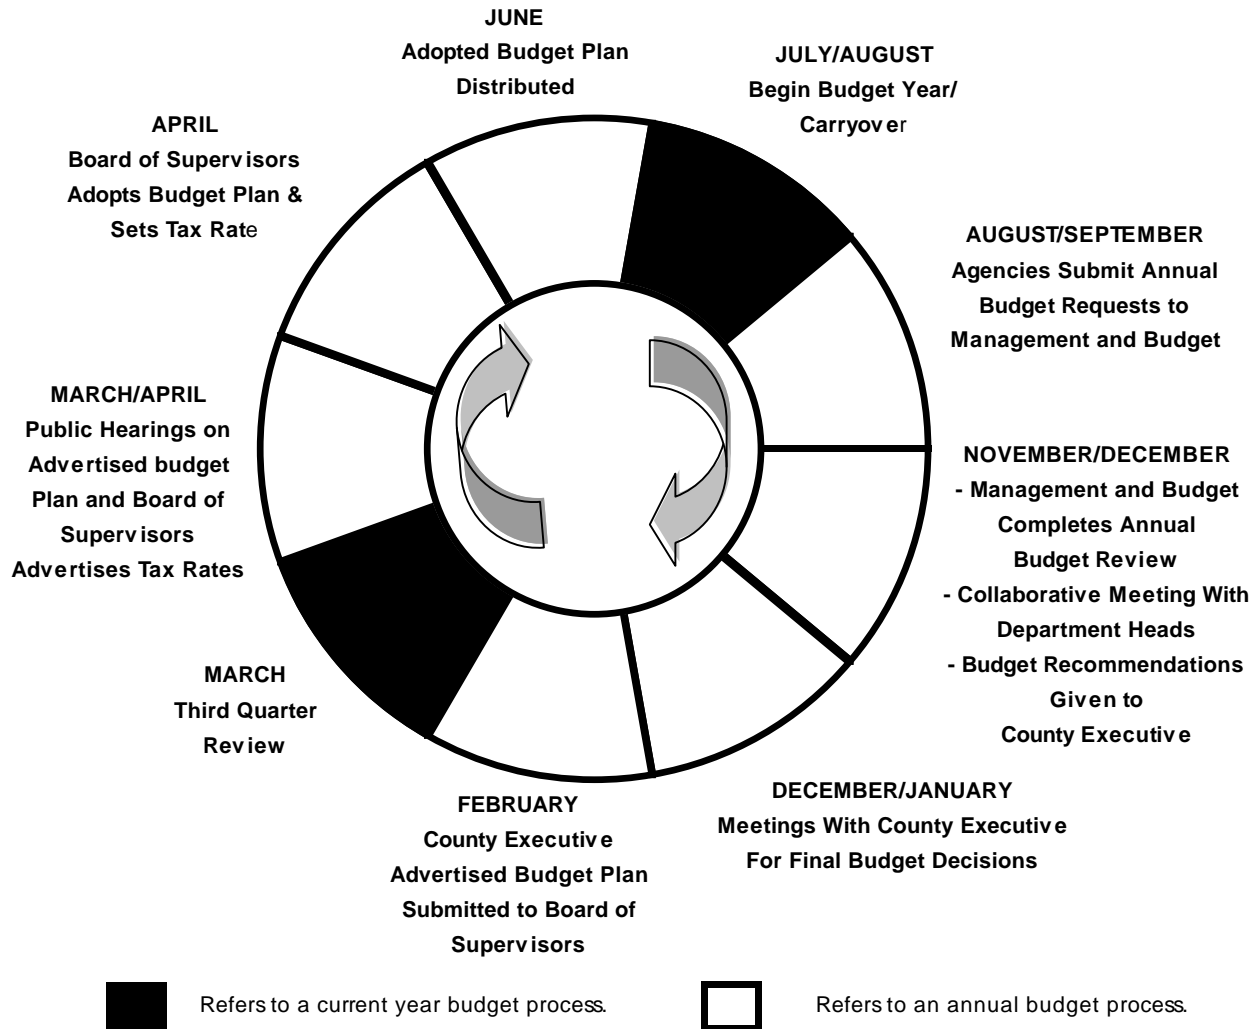 JUNE
Adopted Budget Plan
Distributed
JULY/AUGUST
Begin Budget Year/
Carryover
AUGUST/SEPTEMBER
Agencies Submit Annual
Budget Requests to
Management and Budget
NOVEMBER/DECEMBER
- Management and Budget
Completes Annual
Budget Review
- Collaborative Meeting With
Department Heads
- Budget Recommendations
Given to
County Executive
DECEMBER/JANUARY
Meetings With County Executive
For Final Budget Decisions
FEBRUARY
County Executive
Advertised Budget Plan
Submitted to Board of
Supervisors
MARCH
Third Quarter
Review
MARCH/APRIL
Public Hearings on
Advertised budget
Plan and Board of
Supervisors
Advertises Tax Rates
APRIL
Board of Supervisors
Adopts Budget Plan &
Sets Tax Rate
Refers to a current year budget process.
Refers to an annual budget process.